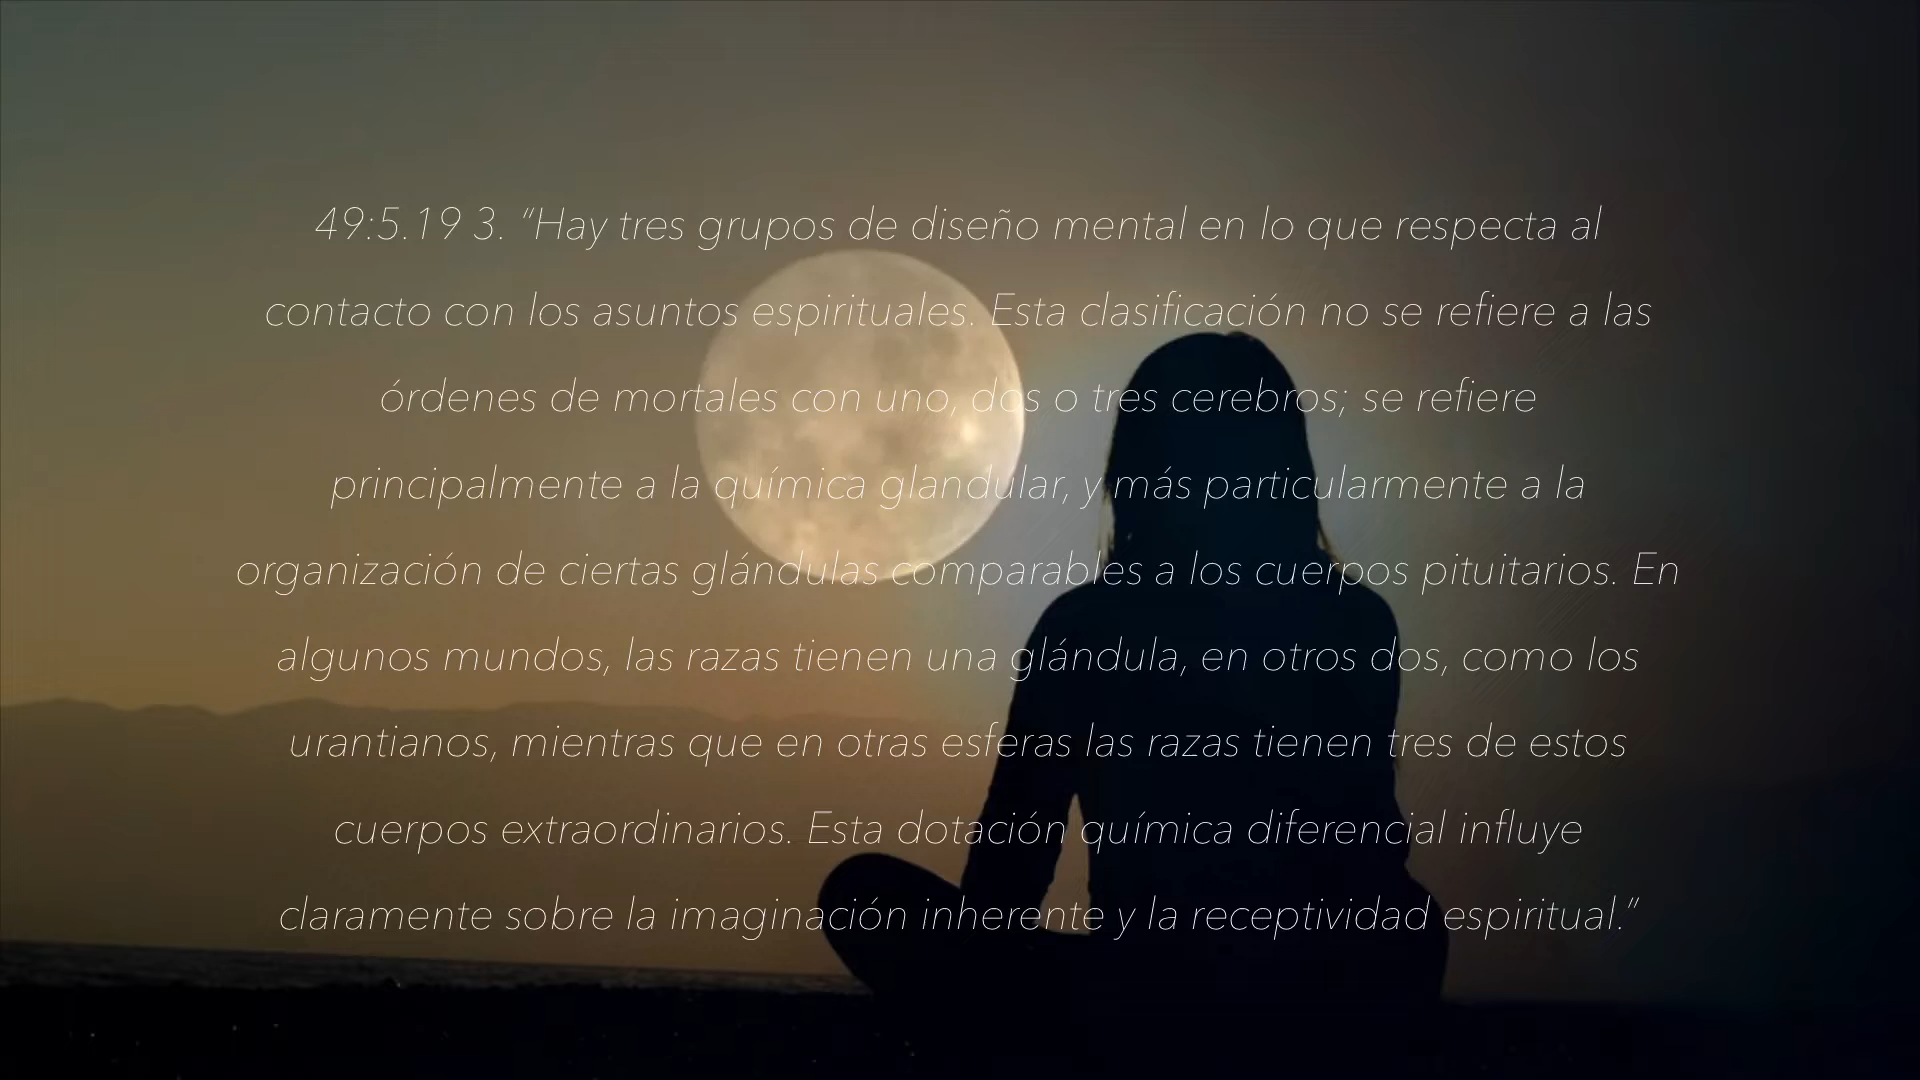 49:5.19 3. “Hay tres grupos de diseño mental en lo que respecta al
contacto con los asuntos espirituales. Esta clasificación no se refiere a las
órdenes de mortales con uno, dos o tres cerebros; se refiere
principalmente a la química glandular, y más particularmente a la
organización de ciertas glándulas comparables a los cuerpos pituitarios. En
algunos mundos, las razas tienen una glándula, en otros dos, como los
urantianos, mientras que en otras esferas las razas tienen tres de estos
cuerpos extraordinarios. Esta dotación química diferencial influye
claramente sobre la imaginación inherente y la receptividad espiritual.”